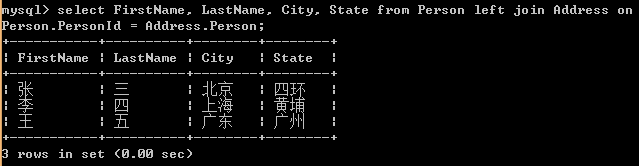 mysql> select FirstName, LastName, City, State from Person left join Address on
Person.PersonId = Address.Person;
+-----------+----------+--------+--------+
| FirstName | LastName | City | State |
+-----------+----------+--------+--------+
| 张 | 三 | 北京 | 四环 |
| 李 | 四 | 上海 | 黄埔 |
| 王 | 五 | 广东 | 广州 |
+-----------+----------+--------+--------+
3 rows in set (0.00 sec)